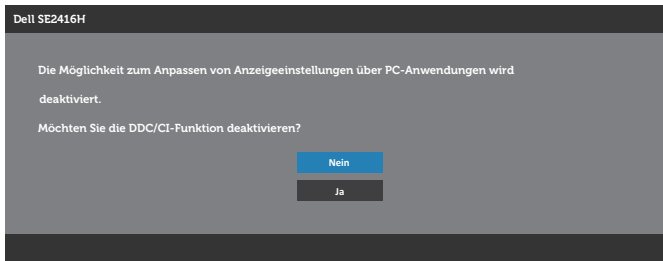 Dell SE2416H
Die Möglichkeit zum Anpassen von Anzeigeeinstellungen über PC-Anwendungen wird
deaktiviert.
Möchten Sie die DDC/CI-Funktion deaktivieren?
Nein
Ja